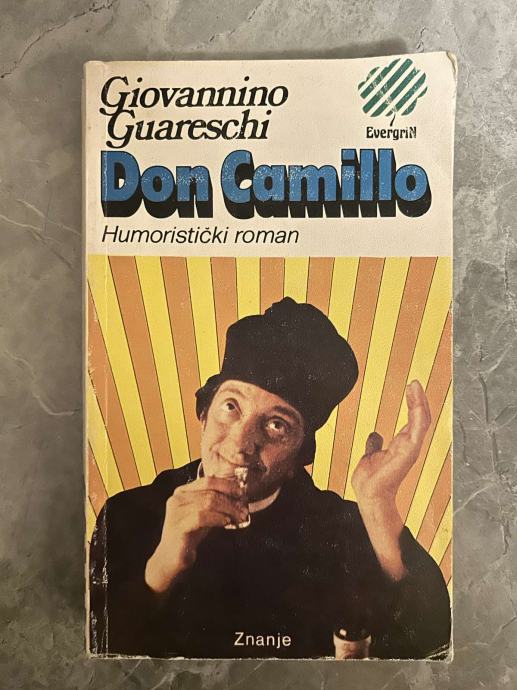 Giovannino
Guareschi
EvergriN
Don Camillo
Humoristički roman
Znanje